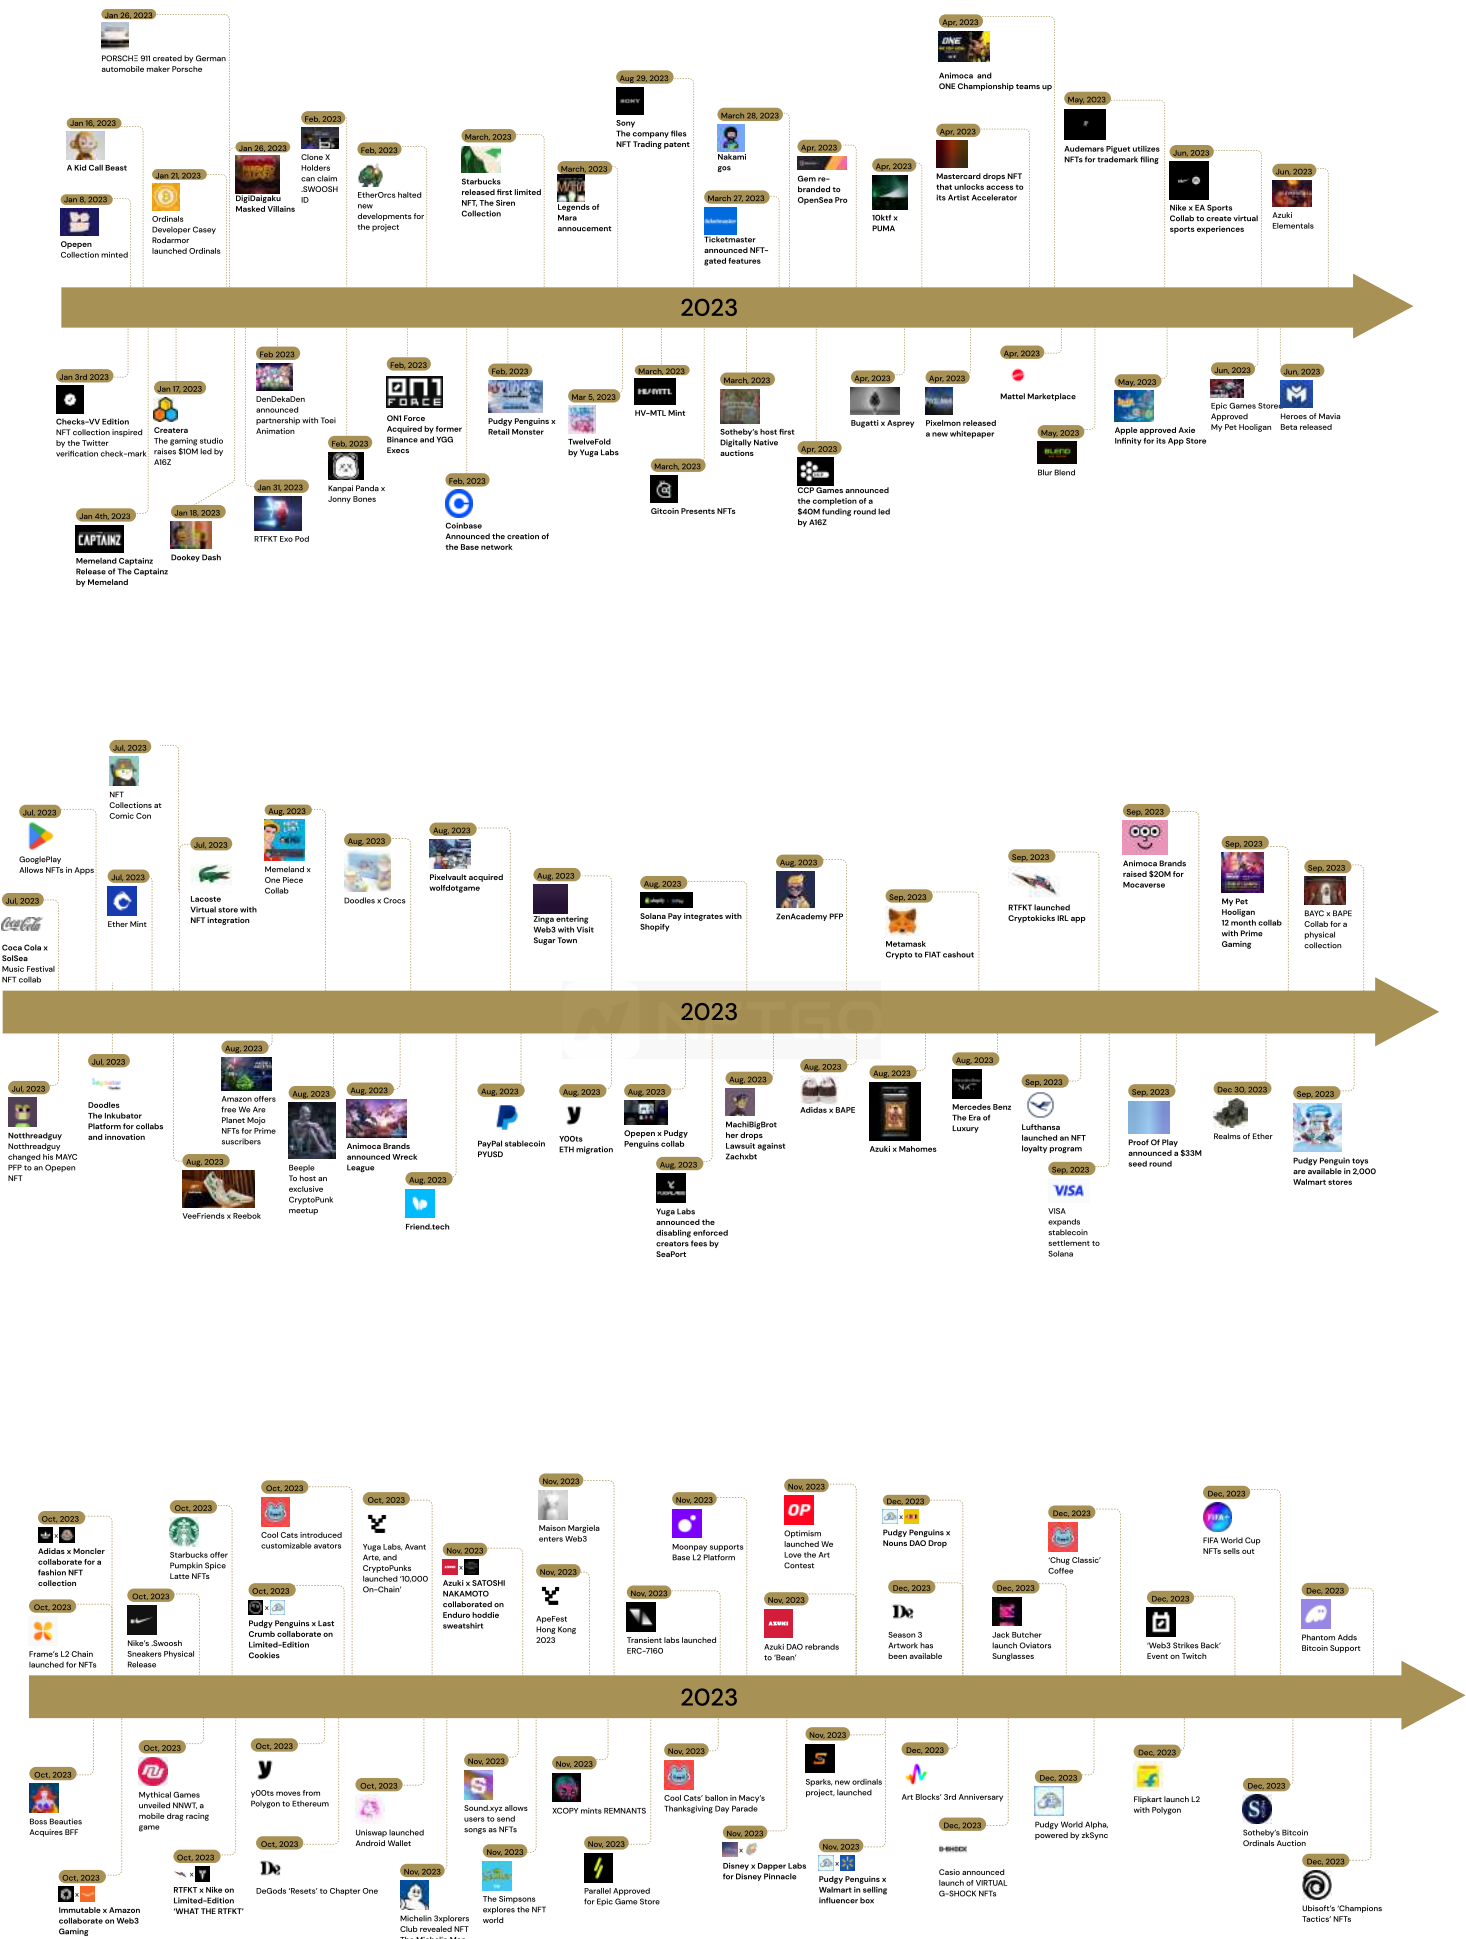 Jan 26, 2023
PORSCHΞ 911 created by German
automobile maker Porsche
Jan 16, 2023
A Kid Call Beast
Jan 8, 2023
Opepen
Collection minted
Jan 21, 2023
Ordinals
Developer Casey
Rodarmor
launched Ordinals
Jan 26, 2023
DigiDaigaku
Masked Villains
Feb, 2023
Clone X
Holders
can claim
.SWOOSH
ID
Feb, 2023
EtherOrcs halted
new
developments for
the project
March, 2023
Starbucks
released first limited
NFT, The Siren
Collection
March, 2023
Legends of
Mara
annoucement
Aug 29, 2023
SONY
Sony
The company files
NFT Trading patent
March 28, 2023
Nakami
gos
March 27, 2023
ticketmaster
Ticketmaster
announced NFT-
gated features
Apr, 2023
Gem re-
branded to
OpenSea Pro
Apr, 2023
10ktf x
PUMA
Apr, 2023
ONE
Animoca and
ONE Championship teams up
Apr, 2023
Mastercard drops NFT
that unlocks access to
its Artist Accelerator
May, 2023
Audemars Piguet utilizes
NFTs for trademark filing
Jun, 2023
Nike x EA Sports
Collab to create virtual
sports experiences
Jun, 2023
Azuki
Elementals
2023
Jan 3rd 2023
Checks-VV Edition
NFT collection inspired
by the Twitter
verification check-mark
Jan 4th, 2023
CAPTAINZ
Memeland Captainz
Release of The Captainz
by Memeland
Jan 17, 2023
Createra
The gaming studio
raises $10M led by
A16Z
Jan 18, 2023
Dookey Dash
Feb 2023
DenDekaDen
announced
partnership with Toei
Animation
Jan 31, 2023
RTFKT Exo Pod
Feb, 2023
Kanpai Panda x
Jonny Bones
Feb, 2023
0N1
FORCE
ON1 Force
Acquired by former
Binance and YGG
Execs
Feb, 2023
Coinbase
Announced the creation of
the Base network
Feb, 2023
Pudgy Penguins x
Retail Monster
Mar 5, 2023
TwelveFold
by Yuga Labs
March, 2023
HV-MTL
HV-MTL Mint
March, 2023
Gitcoin Presents NFTs
March, 2023
Sotheby's host first
Digitally Native
auctions
Apr, 2023
CCP
CCP Games announced
the completion of a
$40M funding round led
by A16Z
Apr, 2023
Bugatti x Asprey
Apr, 2023
Pixelmon released
a new whitepaper
Apr, 2023
Mattel Marketplace
May, 2023
BLEND
Blur Blend
May, 2023
Apple approved Axie
Infinity for its App Store
Jun, 2023
Epic Games Store
Approved
My Pet Hooligan
Jun, 2023
Heroes of Mavia
Beta released
Jul, 2023
NFT
Collections at
Comic Con
Jul, 2023
GooglePlay
Allows NFTs in Apps
Jul, 2023
Coca Cola
Coca Cola x
SolSea
Music Festival
NFT collab
Jul, 2023
Ether Mint
Jul, 2023
Lacoste
Virtual store with
NFT integration
Aug, 2023
Memeland x
One Piece
Collab
Aug, 2023
Doodles x Crocs
Aug, 2023
Pixelvault acquired
wolfdotgame
Aug, 2023
Zinga entering
Web3 with Visit
Sugar Town
Aug, 2023
Solana Pay integrates with
Shopify
Aug, 2023
ZenAcademy PFP
Sep, 2023
Metamask
Crypto to FIAT cashout
Sep, 2023
RTFKT launched
Cryptokicks IRL app
Sep, 2023
Animoca Brands
raised $20M for
Mocaverse
Sep, 2023
My Pet
Hooligan
12 month collab
with Prime
Gaming
Sep, 2023
BAYC x BAPE
Collab for a
physical
collection
2023
NFTGO
Jul, 2023
Notthreadguy
Notthreadguy
changed his MAYC
PFP to an Opepen
NFT
Jul, 2023
Doodles
The Inkubator
Platform for collabs
and innovation
Aug, 2023
VeeFriends x Reebok
Aug, 2023
Amazon offers
free We Are
Planet Mojo
NFTs for Prime
suscribers
Aug, 2023
Beeple
To host an
exclusive
CryptoPunk
meetup
Aug, 2023
Animoca Brands
announced Wreck
League
Aug, 2023
Friend.tech
Aug, 2023
PayPal stablecoin
PYUSD
Aug, 2023
y
Y00ts
ETH migration
Aug, 2023
Opepen x Pudgy
Penguins collab
Aug, 2023
YUGALABS
Yuga Labs
announced the
disabling enforced
creators fees by
SeaPort
Aug, 2023
MachiBigBrot
her drops
Lawsuit against
Zachxbt
Aug, 2023
Adidas x BAPE
Aug, 2023
Azuki x Mahomes
Aug, 2023
Mercedes Benz
The Era of
Luxury
Sep, 2023
Lufthansa
launched an NFT
loyalty program
Sep, 2023
VISA
VISA
expands
stablecoin
settlement to
Solana
Sep, 2023
Proof Of Play
announced a $33M
seed round
Dec 30, 2023
Realms of Ether
Sep, 2023
Pudgy Penguin toys
are available in 2,000
Walmart stores
Oct, 2023
x
Adidas x Moncler
collaborate for a
fashion NFT
collection
Oct, 2023
Frame's L2 Chain
launched for NFTs
Oct, 2023
Starbucks offer
Pumpkin Spice
Latte NFTs
Oct, 2023
Nike's .Swoosh
Sneakers Physical
Release
Oct, 2023
Cool Cats introduced
customizable avators
Oct, 2023
x
Pudgy Penguins x Last
Crumb collaborate on
Limited-Edition
Cookies
Oct, 2023
Yuga Labs, Avant
Arte, and
CryptoPunks
launched '10,000
On-Chain'
Nov, 2023
x
Azuki x SATOSHI
NAKAMOTO
collaborated on
Enduro hoddie
sweatshirt
Nov, 2023
Maison Margiela
enters Web3
Nov, 2023
ApeFest
Hong Kong
2023
Nov, 2023
Moonpay supports
Base L2 Platform
Nov, 2023
Transient labs launched
ERC-7160
Nov, 2023
OP
Optimism
launched We
Love the Art
Contest
Nov, 2023
AZUKI
Azuki DAO rebrands
to 'Bean'
Dec, 2023
x
Pudgy Penguins x
Nouns DAO Drop
Dec, 2023
De
Season 3
Artwork has
been available
Dec, 2023
Jack Butcher
launch Oviators
Sunglasses
Dec, 2023
'Chug Classic'
Coffee
Dec, 2023
'Web3 Strikes Back'
Event on Twitch
Dec, 2023
FIFA+
FIFA World Cup
NFTs sells out
Dec, 2023
Phantom Adds
Bitcoin Support
2023
Oct, 2023
Boss Beauties
Acquires BFF
Oct, 2023
x
Immutable x Amazon
collaborate on Web3
Gaming
Oct, 2023
Mythical Games
unveiled NNWT, a
mobile drag racing
game
Oct, 2023
x
RTFKT x Nike on
Limited-Edition
'WHAT THE RTFKT'
Oct, 2023
y
y00ts moves from
Polygon to Ethereum
Oct, 2023
De
DeGods 'Resets' to Chapter One
Oct, 2023
Uniswap launched
Android Wallet
Nov, 2023
Michelin 3xplorers
Club revealed NFT
Nov, 2023
S
Sound.xyz allows
users to send
songs as NFTs
Nov, 2023
The Simpsons
explores the NFT
world
Nov, 2023
XCOPY mints REMNANTS
Nov, 2023
Parallel Approved
for Epic Game Store
Nov, 2023
Cool Cats' ballon in Macy's
Thanksgiving Day Parade
Nov, 2023
x
Disney x Dapper Labs
for Disney Pinnacle
Nov, 2023
S
Sparks, new ordinals
project, launched
Nov, 2023
x
Pudgy Penguins x
Walmart in selling
influencer box
Dec, 2023
Art Blocks' 3rd Anniversary
Dec, 2023
G-SHOCK
Casio announced
launch of VIRTUAL
G-SHOCK NFTs
Dec, 2023
Pudgy World Alpha,
powered by zkSync
Dec, 2023
Flipkart launch L2
with Polygon
Dec, 2023
Sotheby's Bitcoin
Ordinals Auction
Dec, 2023
Ubisoft's 'Champions
Tactics' NFTs